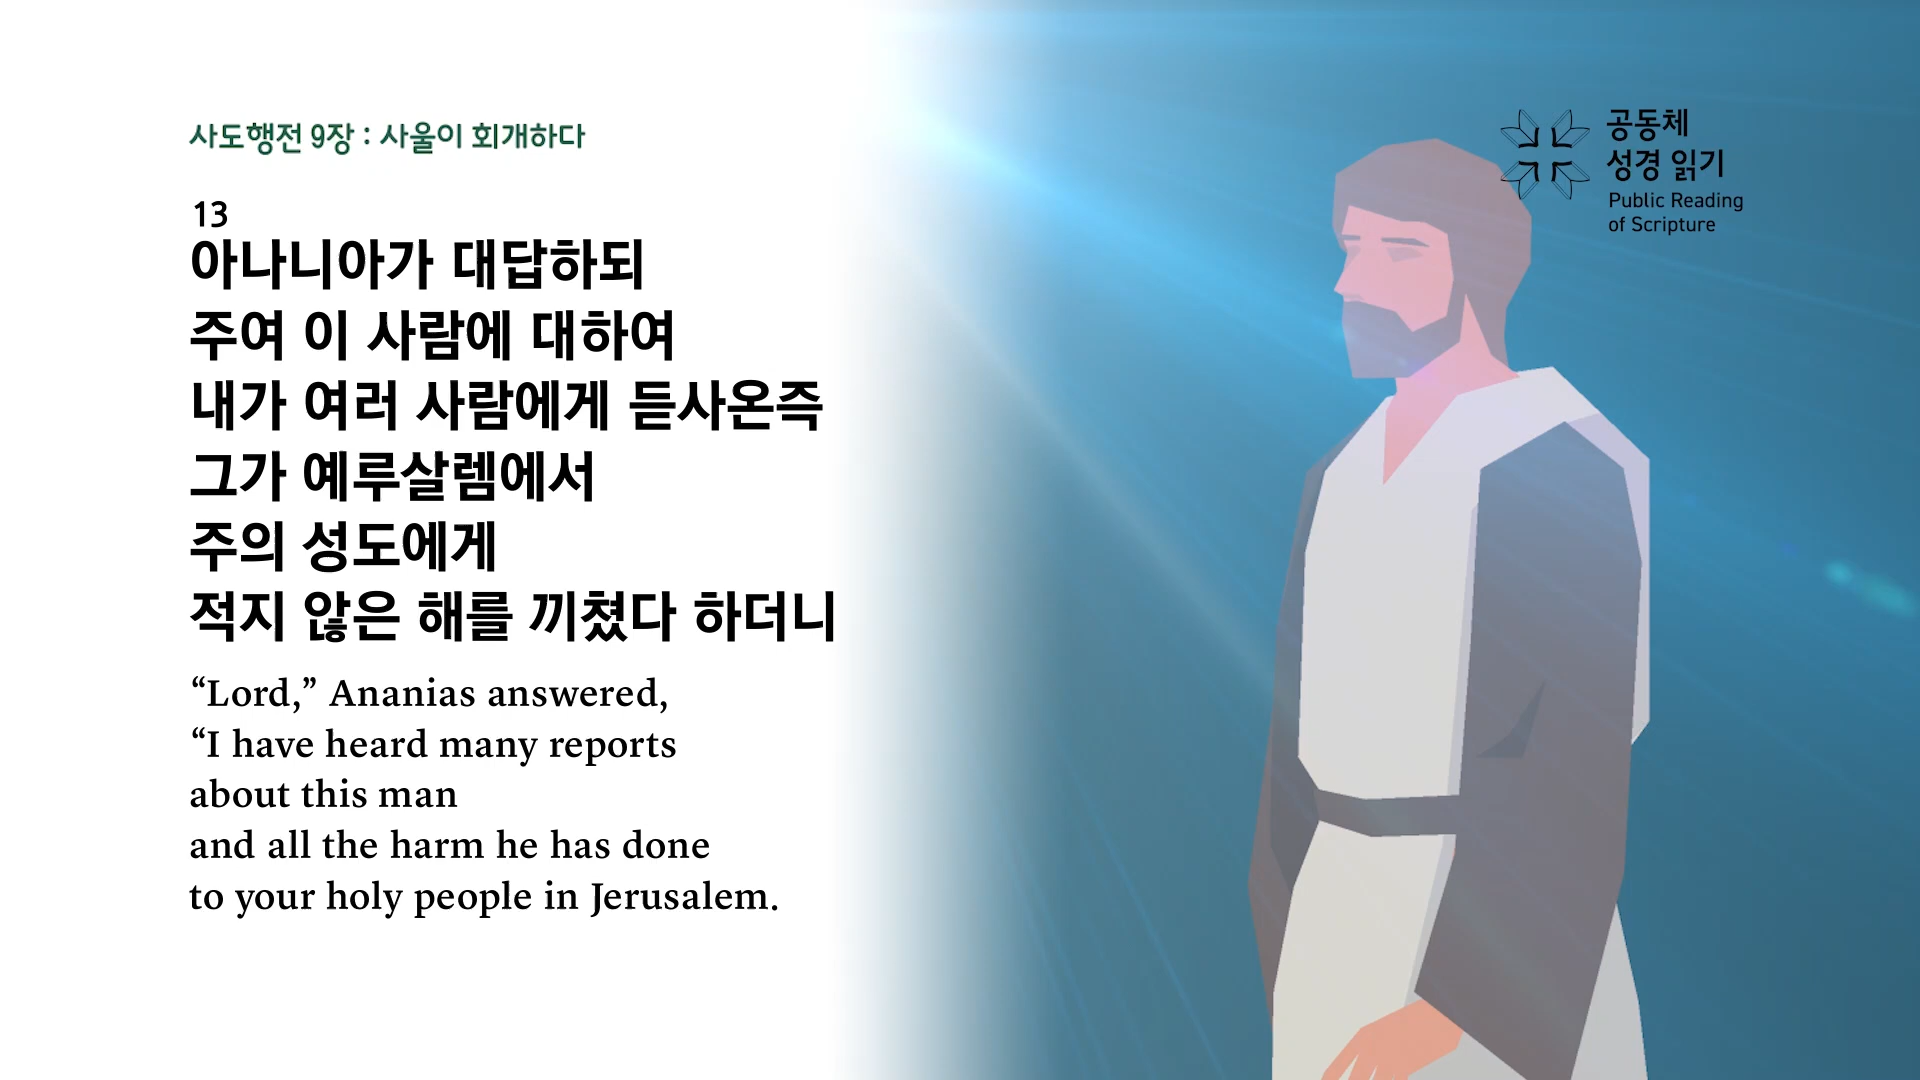 사도행전 9장 : 사울이 회개하다
13
아나니아가 대답하되
주여 이 사람에 대하여
내가 여러 사람에게 듣사온즉
그가 예루살렘에서
주의 성도에게
적지 않은 해를 끼쳤다 하더니
“Lord,” Ananias answered,
“I have heard many reports
about this man
and all the harm he has done
to your holy people in Jerusalem.
공동체
성경 읽기
Public Reading
of Scripture